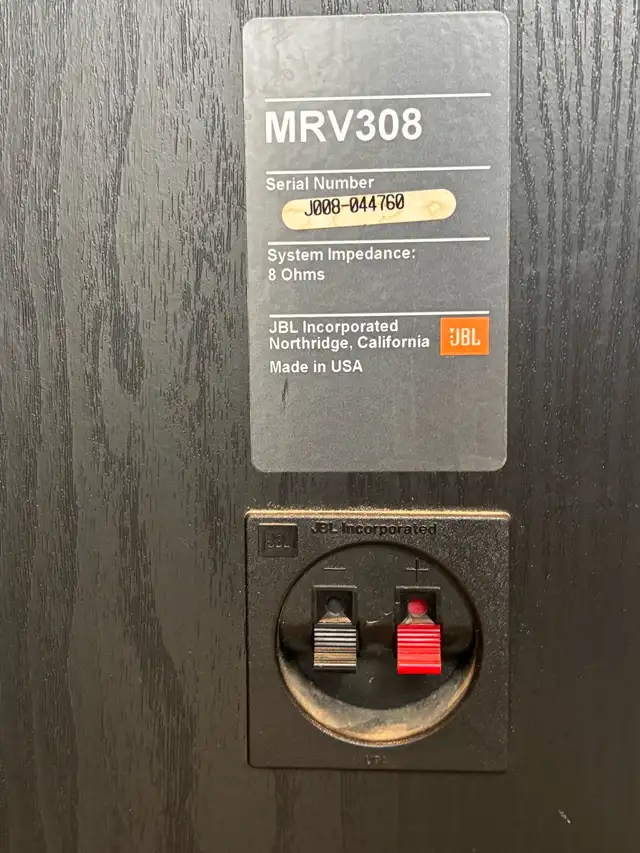 MRV308
Serial Number
J008-044760
System Impedance:
8 Ohms
JBL Incorporated
Northridge, California
JBL
Made in USA
JBL
JBL Incorporated
− +